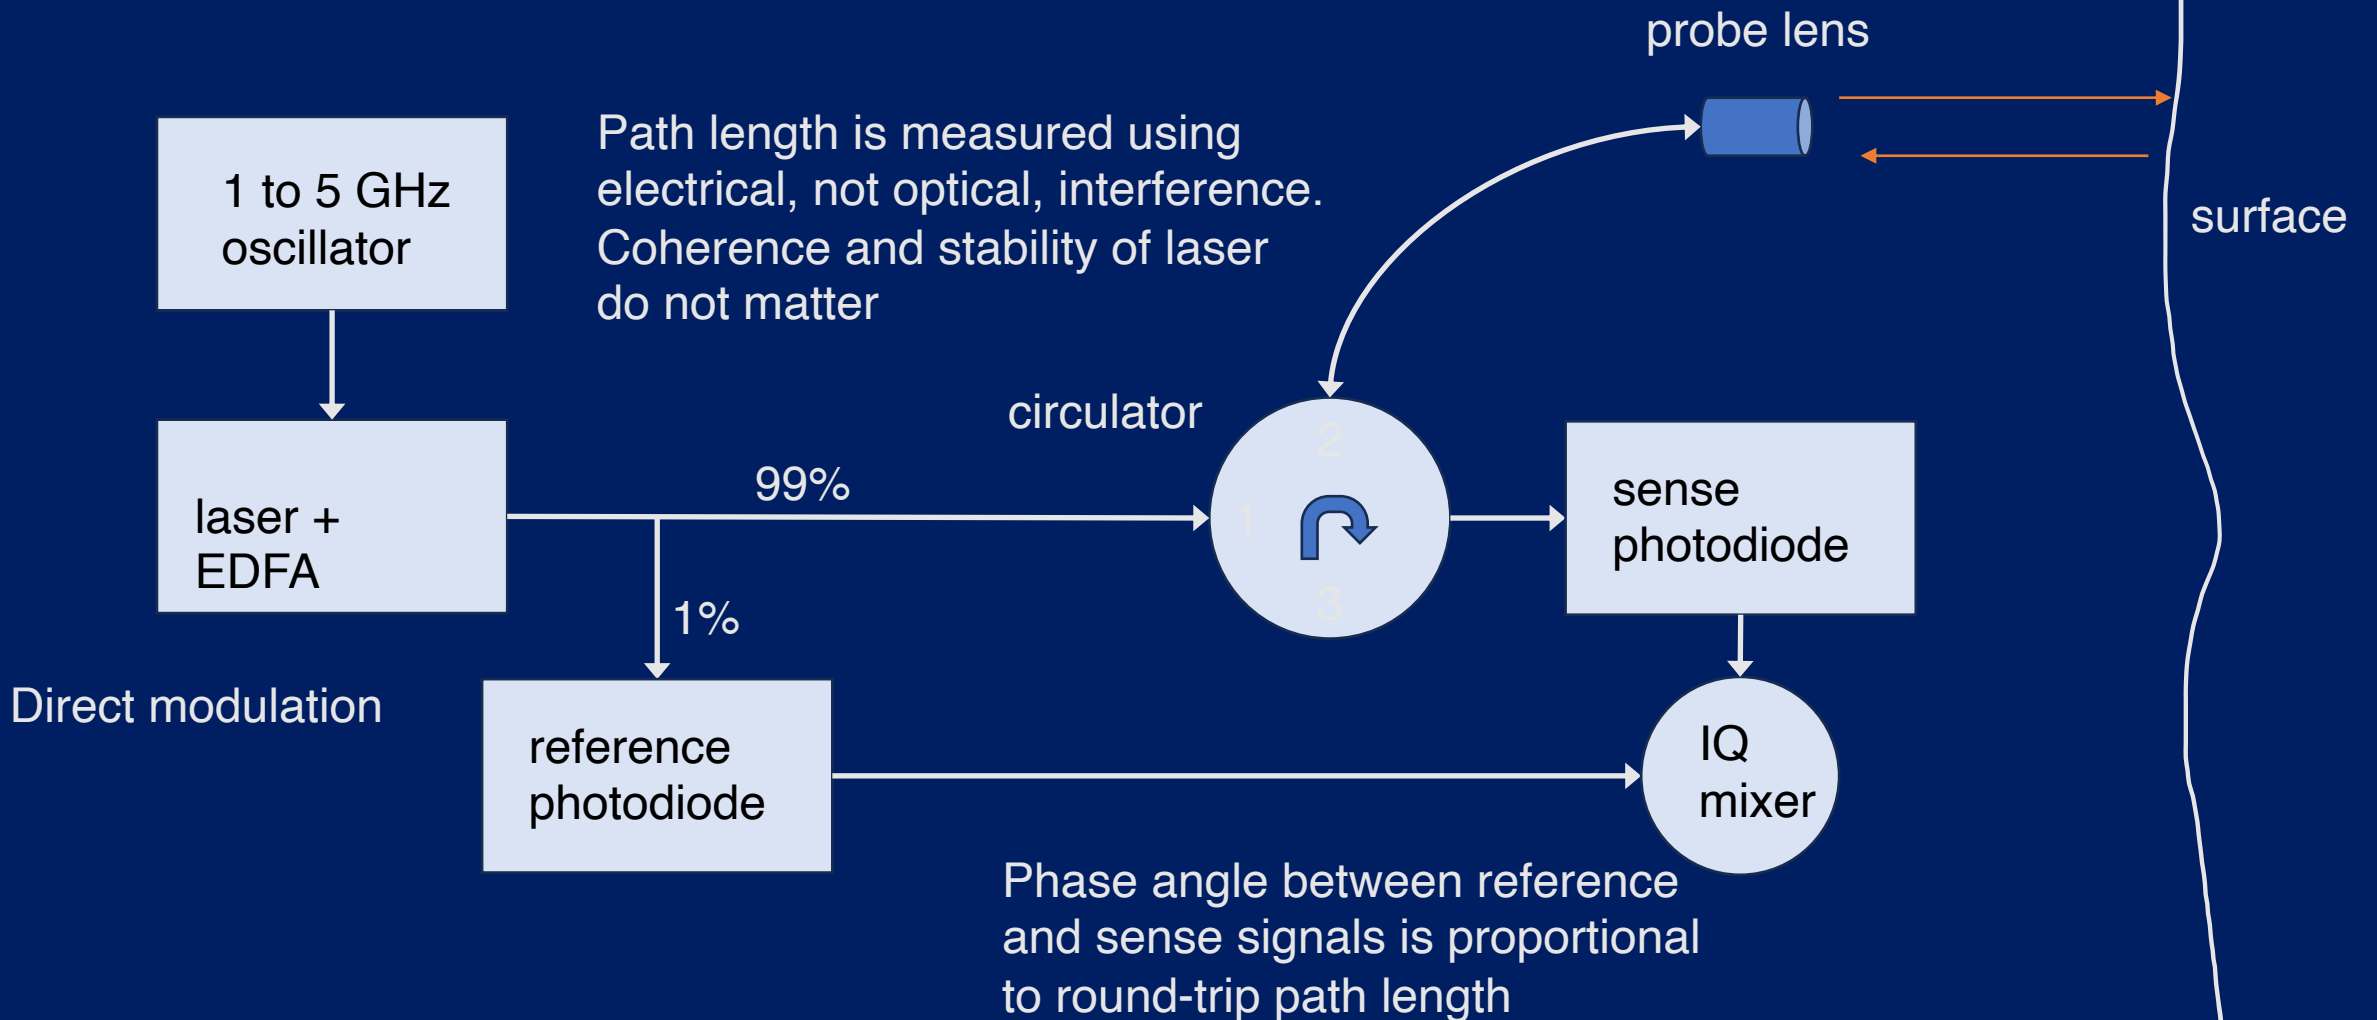 probe lens
1 to 5 GHz
oscillator
Path length is measured using
electrical, not optical, interference.
Coherence and stability of laser
do not matter
surface
circulator
2
1
3
99%
laser +
EDFA
sense
photodiode
1%
Direct modulation
reference
photodiode
IQ
mixer
Phase angle between reference
and sense signals is proportional
to round-trip path length